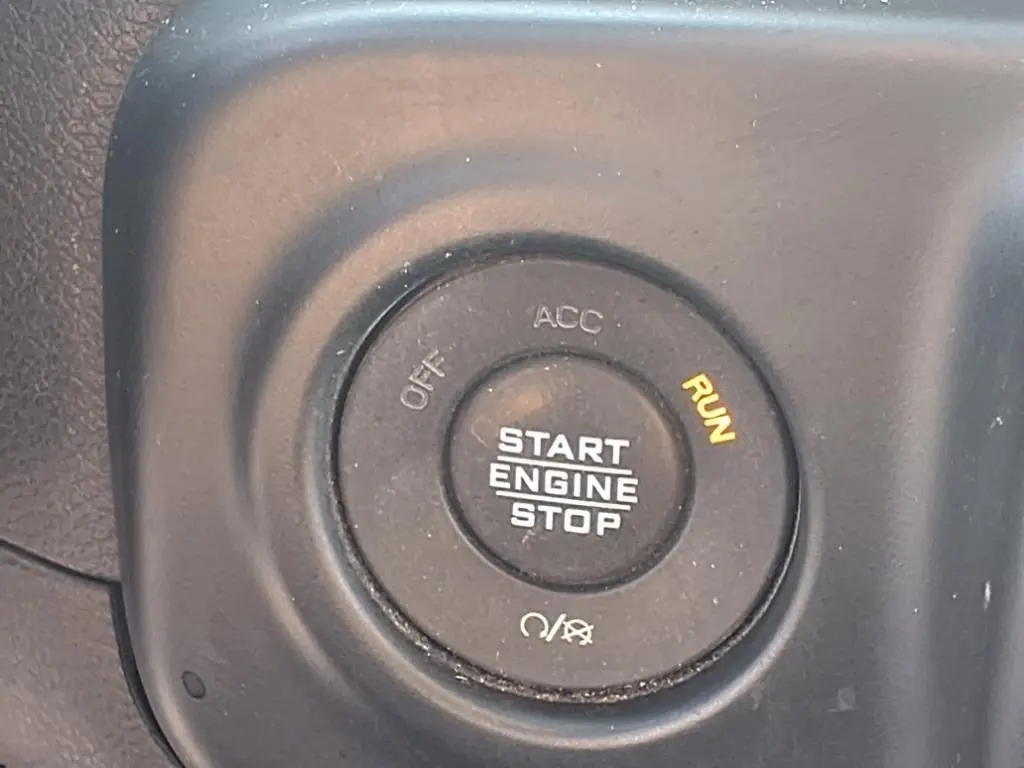 OFF
ACC
RUN
START
ENGINE
STOP